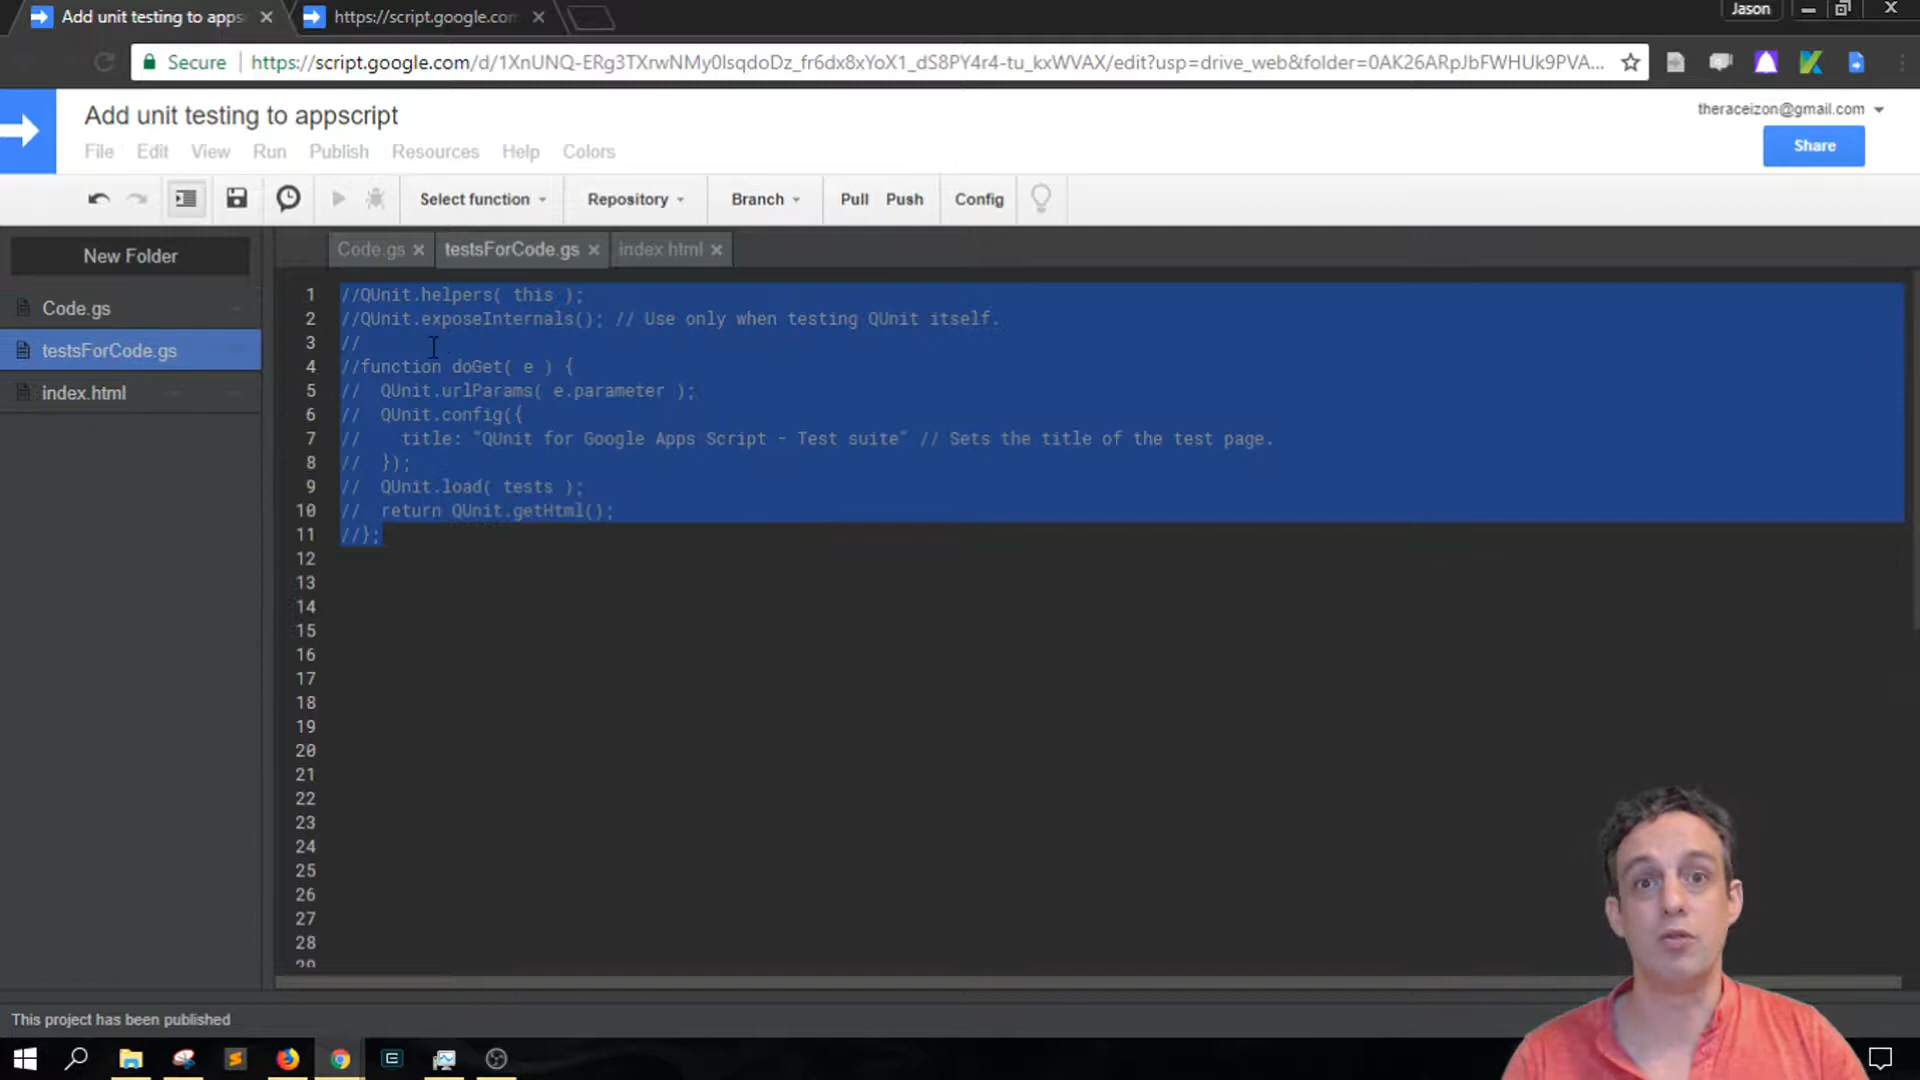 Add unit testing to apps
https://script.google.com
Jason
Secure
https://script.google.com/d/1XnUNQ-ERg3TXrwNMy0lsqdoDz_fr6dx8xYoX1_dS8PY4r4-tu_kxWVAX/edit?usp=drive_web&folder=0AK26ARpJbFWHUk9PVA...
Add unit testing to appscript
theraceizon@gmail.com
File Edit View Run Publish Resources Help Colors
Share
Select function Repository Branch Pull Push Config
New Folder
Code.gs
testsForCode.gs
index.html
Code.gs × testsForCode.gs × index.html ×
1 //QUnit.helpers( this );
2 //QUnit.exposeInternals(); // Use only when testing QUnit itself.
3 //
4 //function doGet( e ) {
5 // QUnit.urlParams( e.parameter );
6 // QUnit.config({
7 // title: "QUnit for Google Apps Script - Test suite" // Sets the title of the test page.
8 // });
9 // QUnit.load( tests );
10 // return QUnit.getHtml();
11 //};
12
13
14
15
16
17
18
19
20
21
22
23
24
25
26
27
28
29
This project has been published